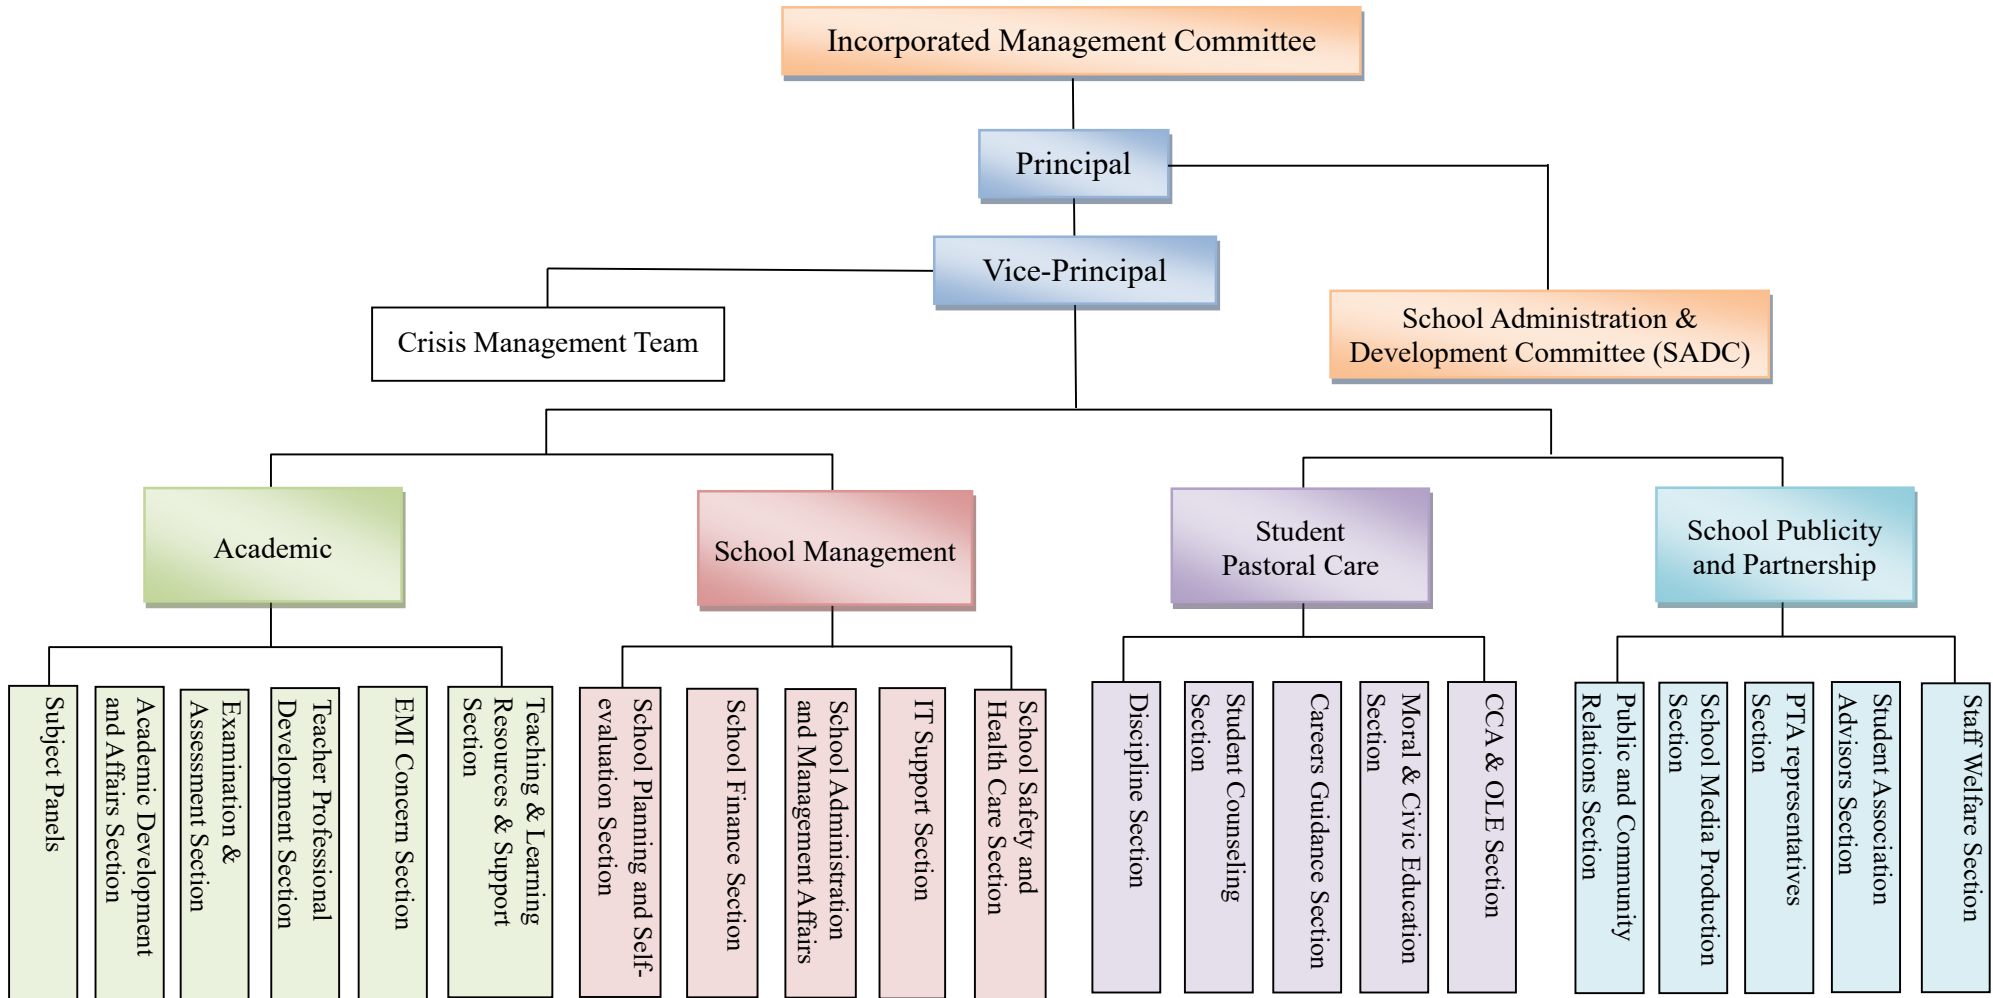 Incorporated Management Committee
Principal
Vice-Principal
Crisis Management Team
School Administration &
Development Committee (SADC)
Academic
School Management
Student
Pastoral Care
School Publicity
and Partnership
Subject Panels
Academic Development
and Affairs Section
Examination &
Assessment Section
Teacher Professional
Development Section
EMI Concern Section
Teaching & Learning
Resources & Support
Section
School Planning and Self-
evaluation Section
School Finance Section
School Administration
and Management Affairs
IT Support Section
School Safety and
Health Care Section
Discipline Section
Student Counseling
Section
Careers Guidance Section
Moral & Civic Education
Section
CCA & OLE Section
Public and Community
Relations Section
School Media Production
Section
PTA representatives
Section
Student Association
Advisors Section
Staff Welfare Section